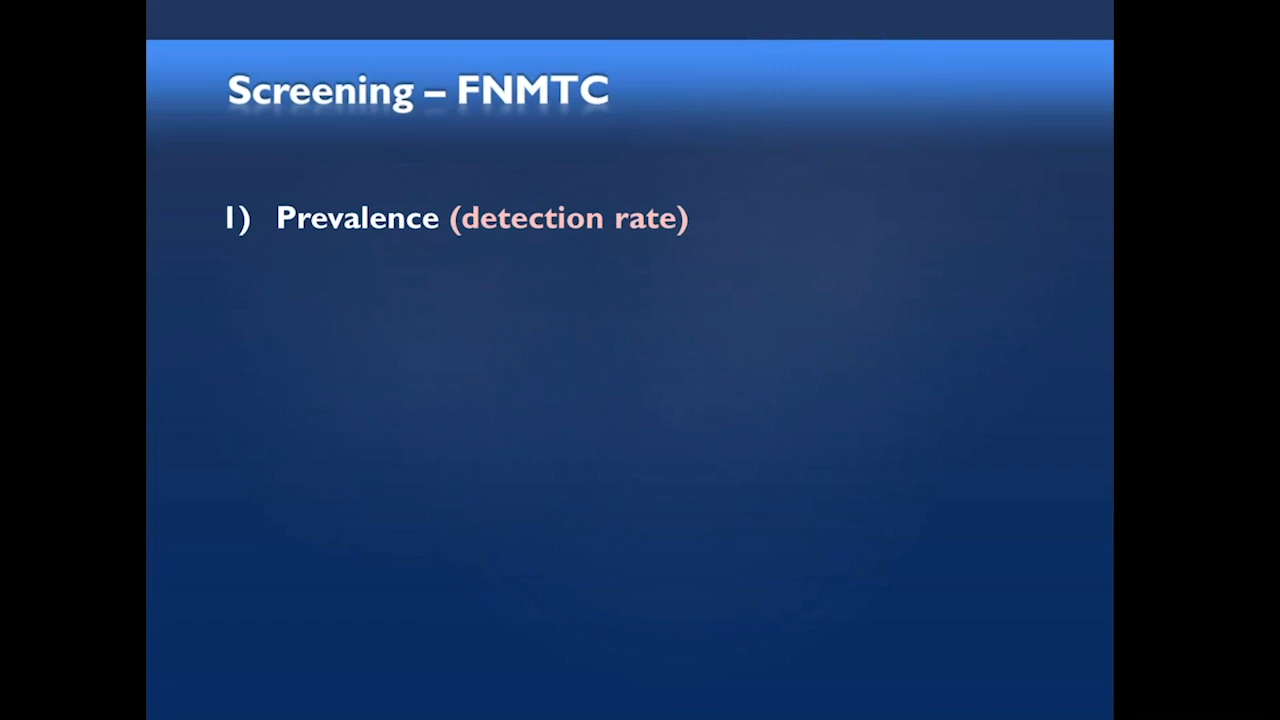 Screening – FNMTC
1) Prevalence (detection rate)